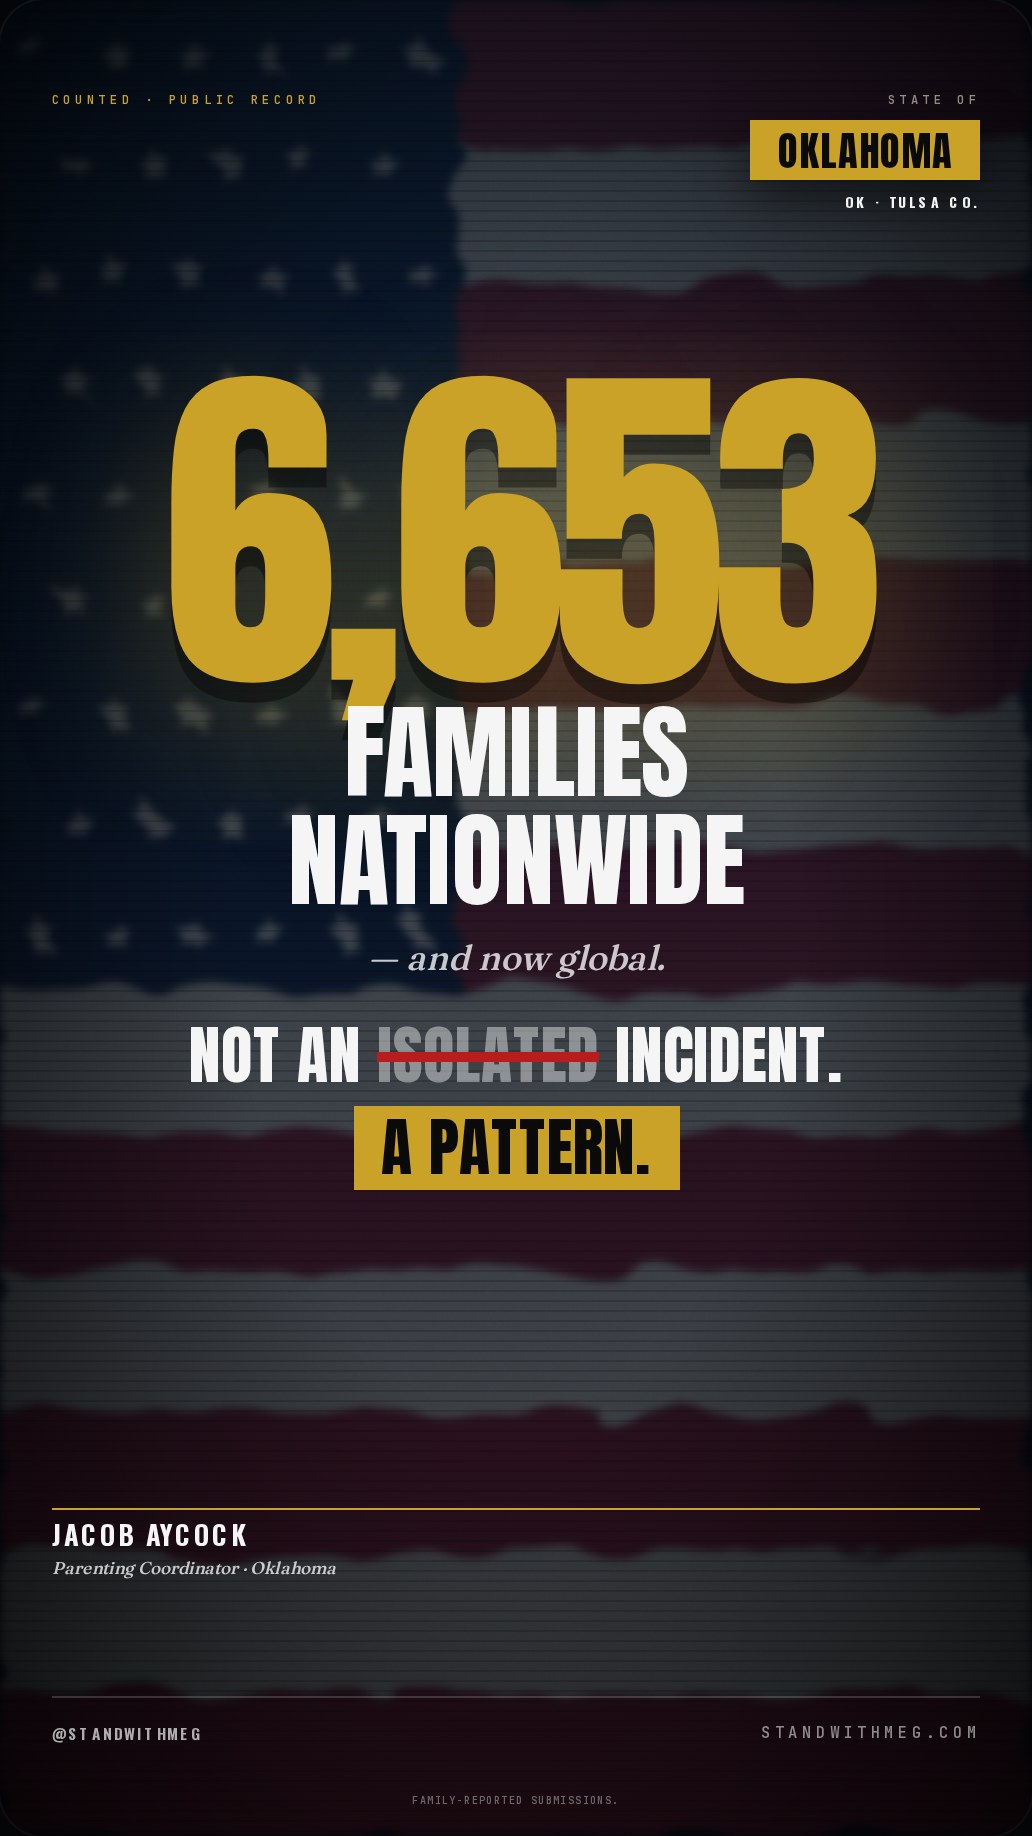 COUNTED · PUBLIC RECORD
STATE OF
OKLAHOMA
OK · TULSA CO.
6,653
FAMILIES
NATIONWIDE
— and now global.
NOT AN ISOLATED INCIDENT.
A PATTERN.
JACOB AYCOCK
Parenting Coordinator · Oklahoma
@STANDWITHMEG
STANDWITHMEG.COM
FAMILY-REPORTED SUBMISSIONS.